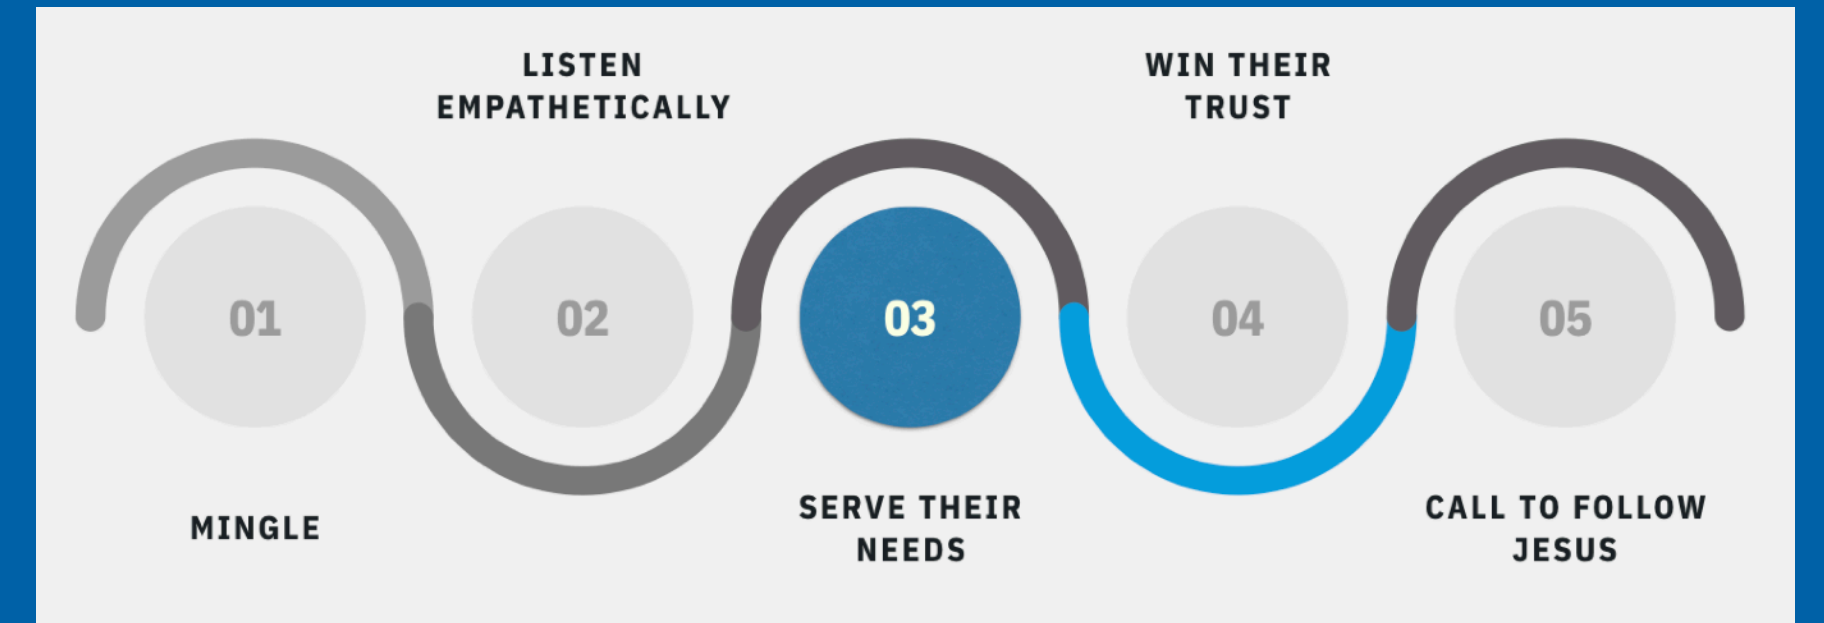 LISTEN
EMPATHETICALLY
WIN THEIR
TRUST
01
02
03
04
05
MINGLE
SERVE THEIR
NEEDS
CALL TO FOLLOW
JESUS